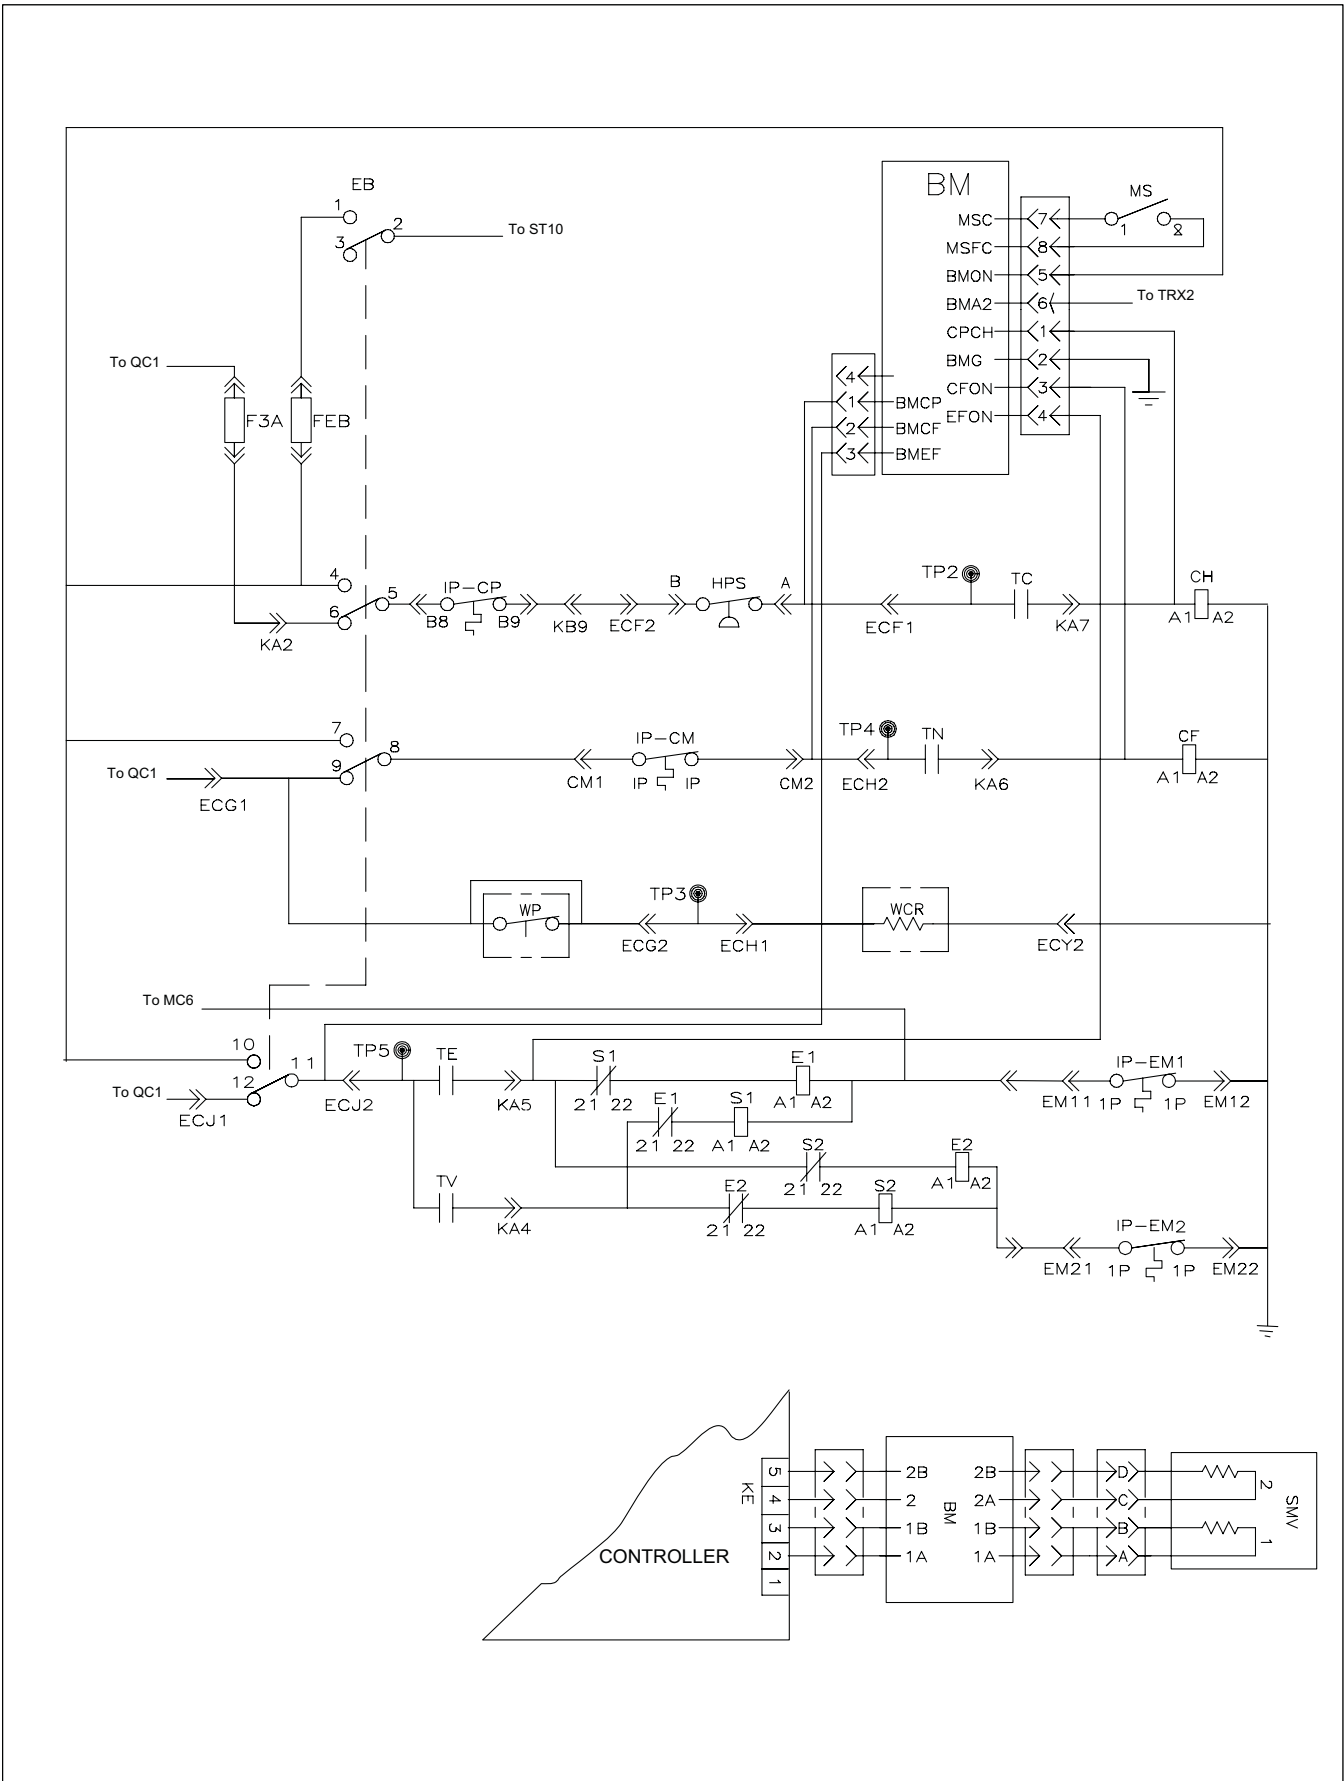 EB
1
2
3
To ST10
BM
MS
MSC 7
1 2
MSFC 8
BMON 5
BMA2 6 To TRX2
CPCH 1
BMG 2
CFON 3
EFON 4
4
1 BMCP
2 BMCF
3 BMEF
To QC1
F3A FEB
4
5
6
KA2
IP-CP
B8 B9
KB9
ECF2
B HPS A
ECF1
TP2
TC
KA7
CH
A1 A2
7
8
9
To QC1
ECG1
CM1
IP-CM
IP IP
CM2
TP4
ECH2
TN
KA6
CF
A1 A2
WP
TP3
ECG2
ECH1
WCR
ECY2
To MC6
10
11
12
To QC1
ECJ1
ECJ2
TP5
TE
KA5
S1
21 22
E1
A1 A2
IP-EM1
EM11 1P 1P EM12
E1
21 22
S1
A1 A2
S2
21 22
E2
A1 A2
TV
KA4
E2
21 22
S2
A1 A2
IP-EM2
EM21 1P 1P EM22
CONTROLLER
KE
5
4
3
2
1
2B
2
1B
1A
BM
2B
2A
1B
1A
D
C
B
A
2
1
SMV